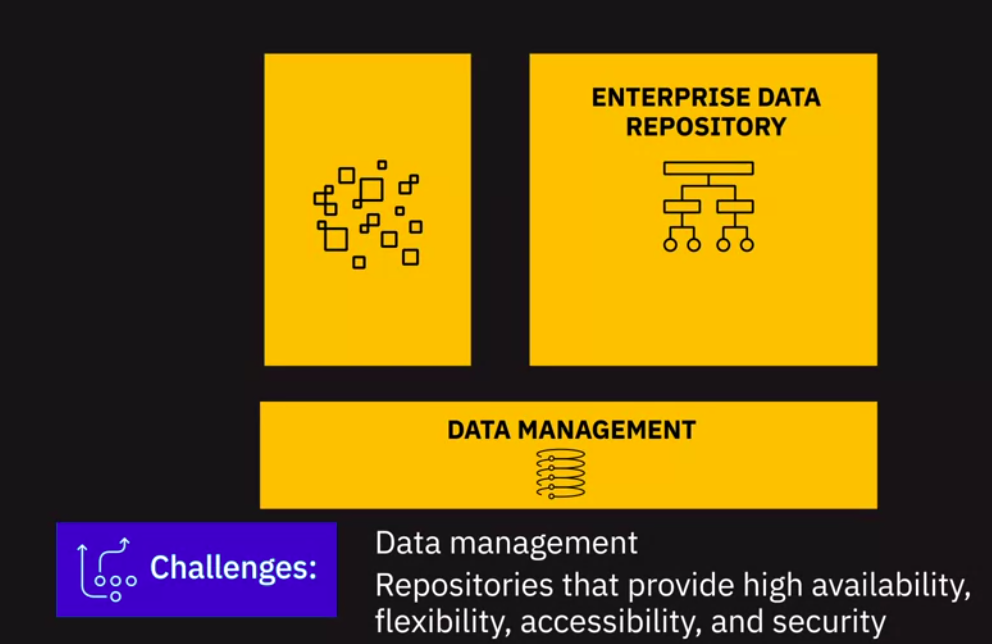 ENTERPRISE DATA
REPOSITORY
DATA MANAGEMENT
Challenges:
Data management
Repositories that provide high availability,
flexibility, accessibility, and security